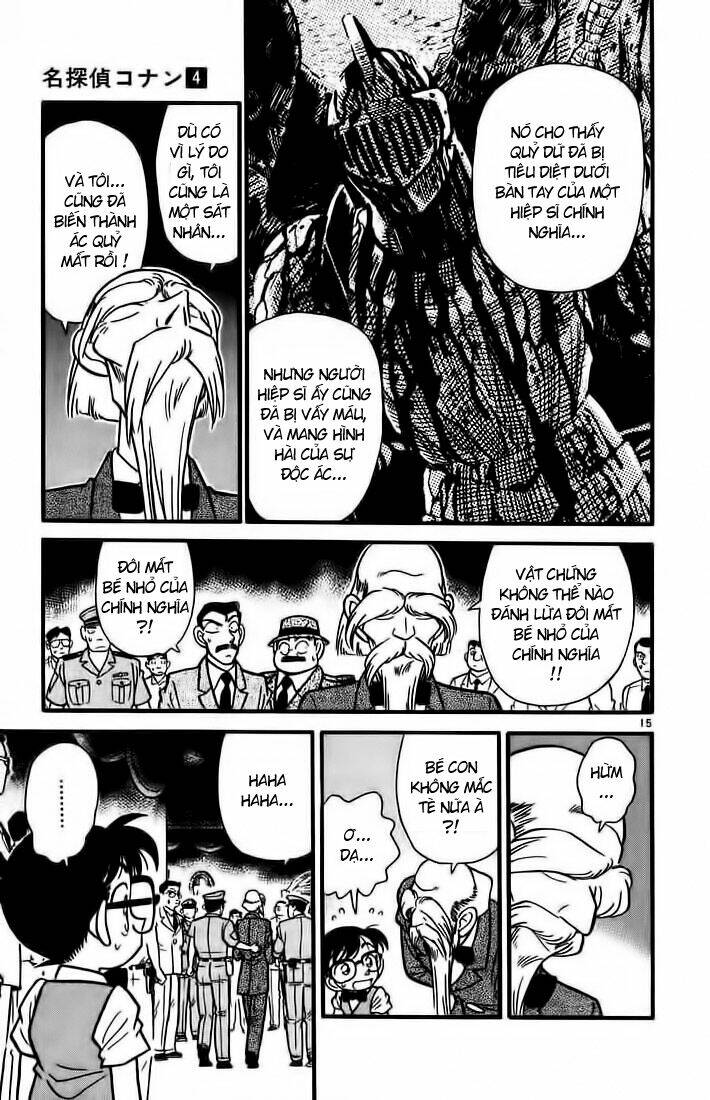 名探偵コナン 4
NÓ CHO THẤY
QUỶ DỮ ĐÃ BỊ
TIÊU DIỆT DƯỚI
BÀN TAY CỦA MỘT
HIỆP SĨ CHÍNH
NGHĨA...
NHƯNG NGƯỜI
HIỆP SĨ ẤY CŨNG
ĐÃ BỊ VẤY MÁU,
VÀ MANG HÌNH
HÀI CỦA SỰ
ĐỘC ÁC...
DÙ CÓ
VÌ LÝ DO
GÌ, TÔI
CŨNG LÀ
MỘT SÁT
NHÂN...
VÀ TÔI...
CŨNG ĐÃ
BIẾN THÀNH
ÁC QUỶ
MẤT RỒI !
VẬT CHỨNG
KHÔNG THỂ NÀO
ĐÁNH LỪA ĐÔI MẮT
BÉ NHỎ CỦA
CHÍNH NGHĨA
!!
ĐÔI MẮT
BÉ NHỎ CỦA
CHÍNH NGHĨA
?!
15
HỪM
...
BÉ CON
KHÔNG MẮC
TÈ NỮA À
?!
Ơ...
DẠ...
HAHA
HAHA...
........